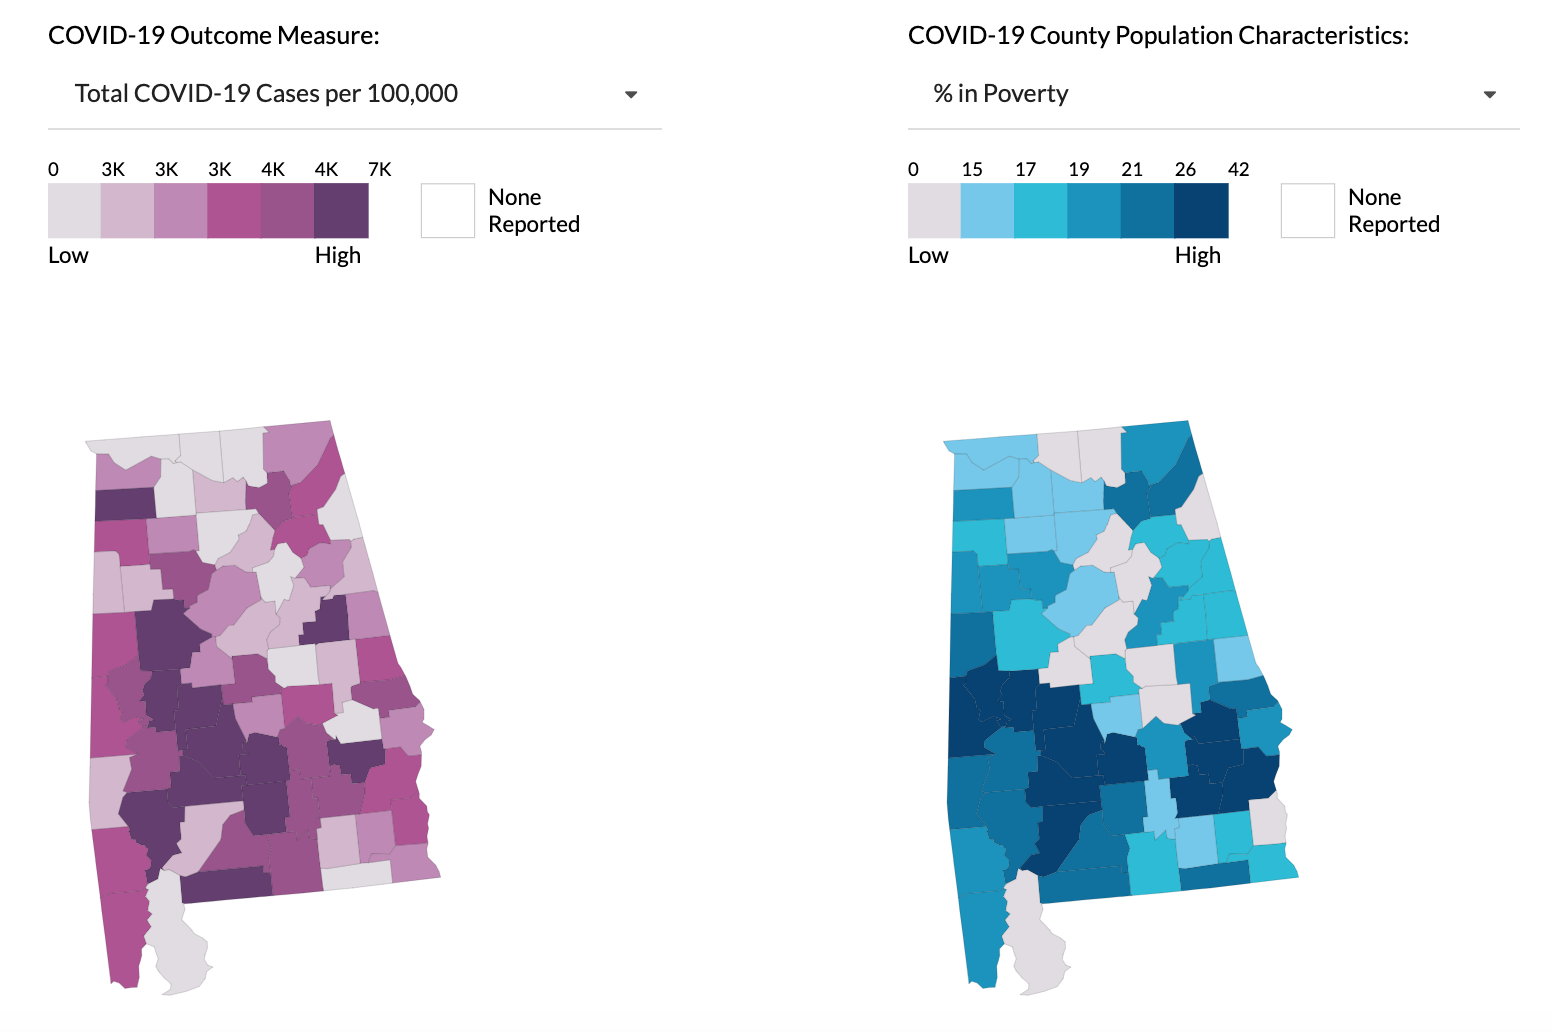 COVID-19 Outcome Measure:
Total COVID-19 Cases per 100,000
0 3K 3K 3K 4K 4K 7K
None
Reported
Low High
COVID-19 County Population Characteristics:
% in Poverty
0 15 17 19 21 26 42
None
Reported
Low High